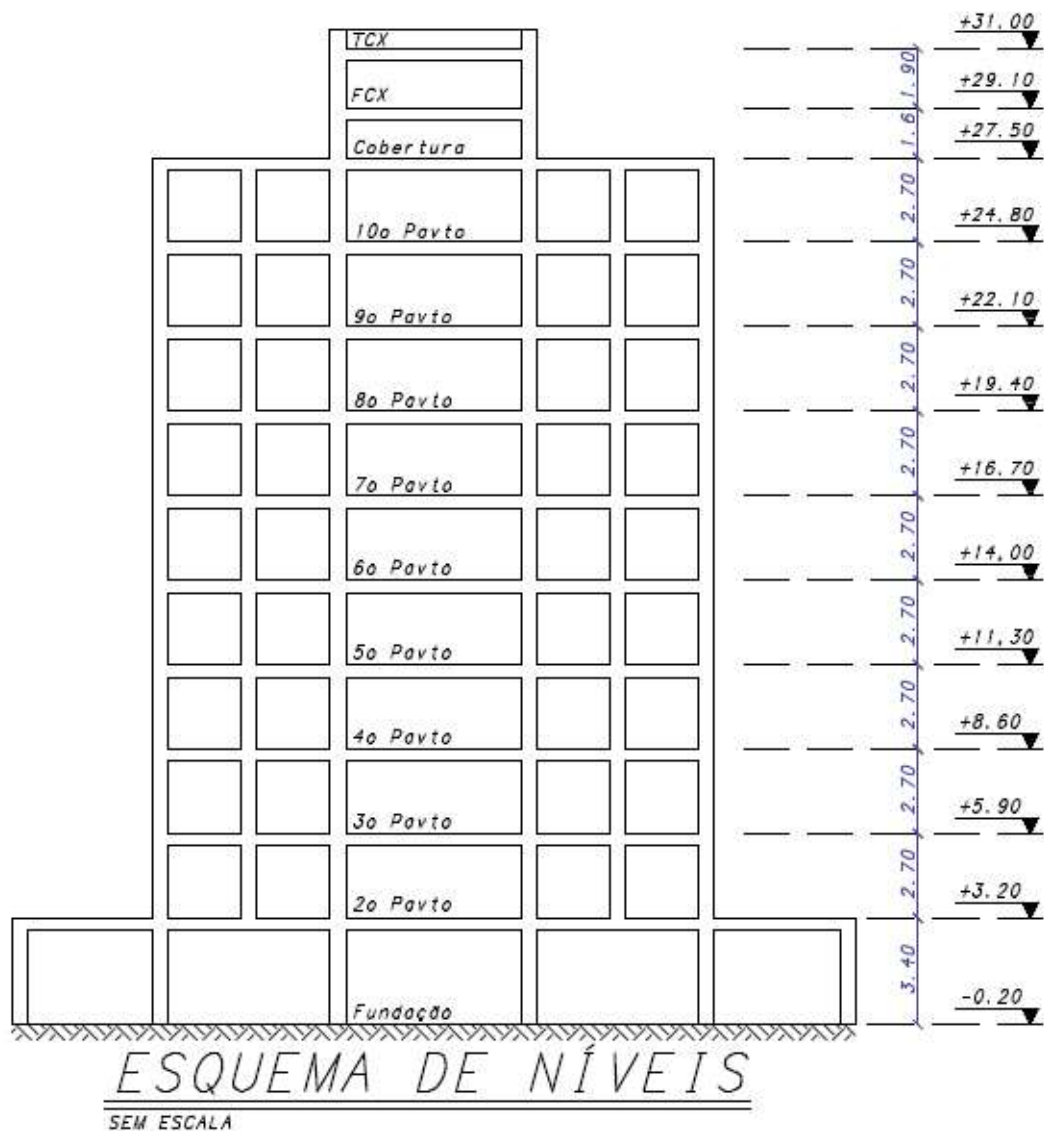 TCX
+31.00
1.90
FCX
+29.10
1.6
Cobertura
+27.50
2.70
10o Pavto
+24.80
2.70
9o Pavto
+22.10
2.70
8o Pavto
+19.40
2.70
7o Pavto
+16.70
2.70
6o Pavto
+14,00
2.70
5o Pavto
+11,30
2.70
4o Pavto
+8.60
2.70
3o Pavto
+5.90
2.70
2o Pavto
+3.20
3.40
Fundação
-0.20
ESQUEMA DE NÍVEIS
SEM ESCALA